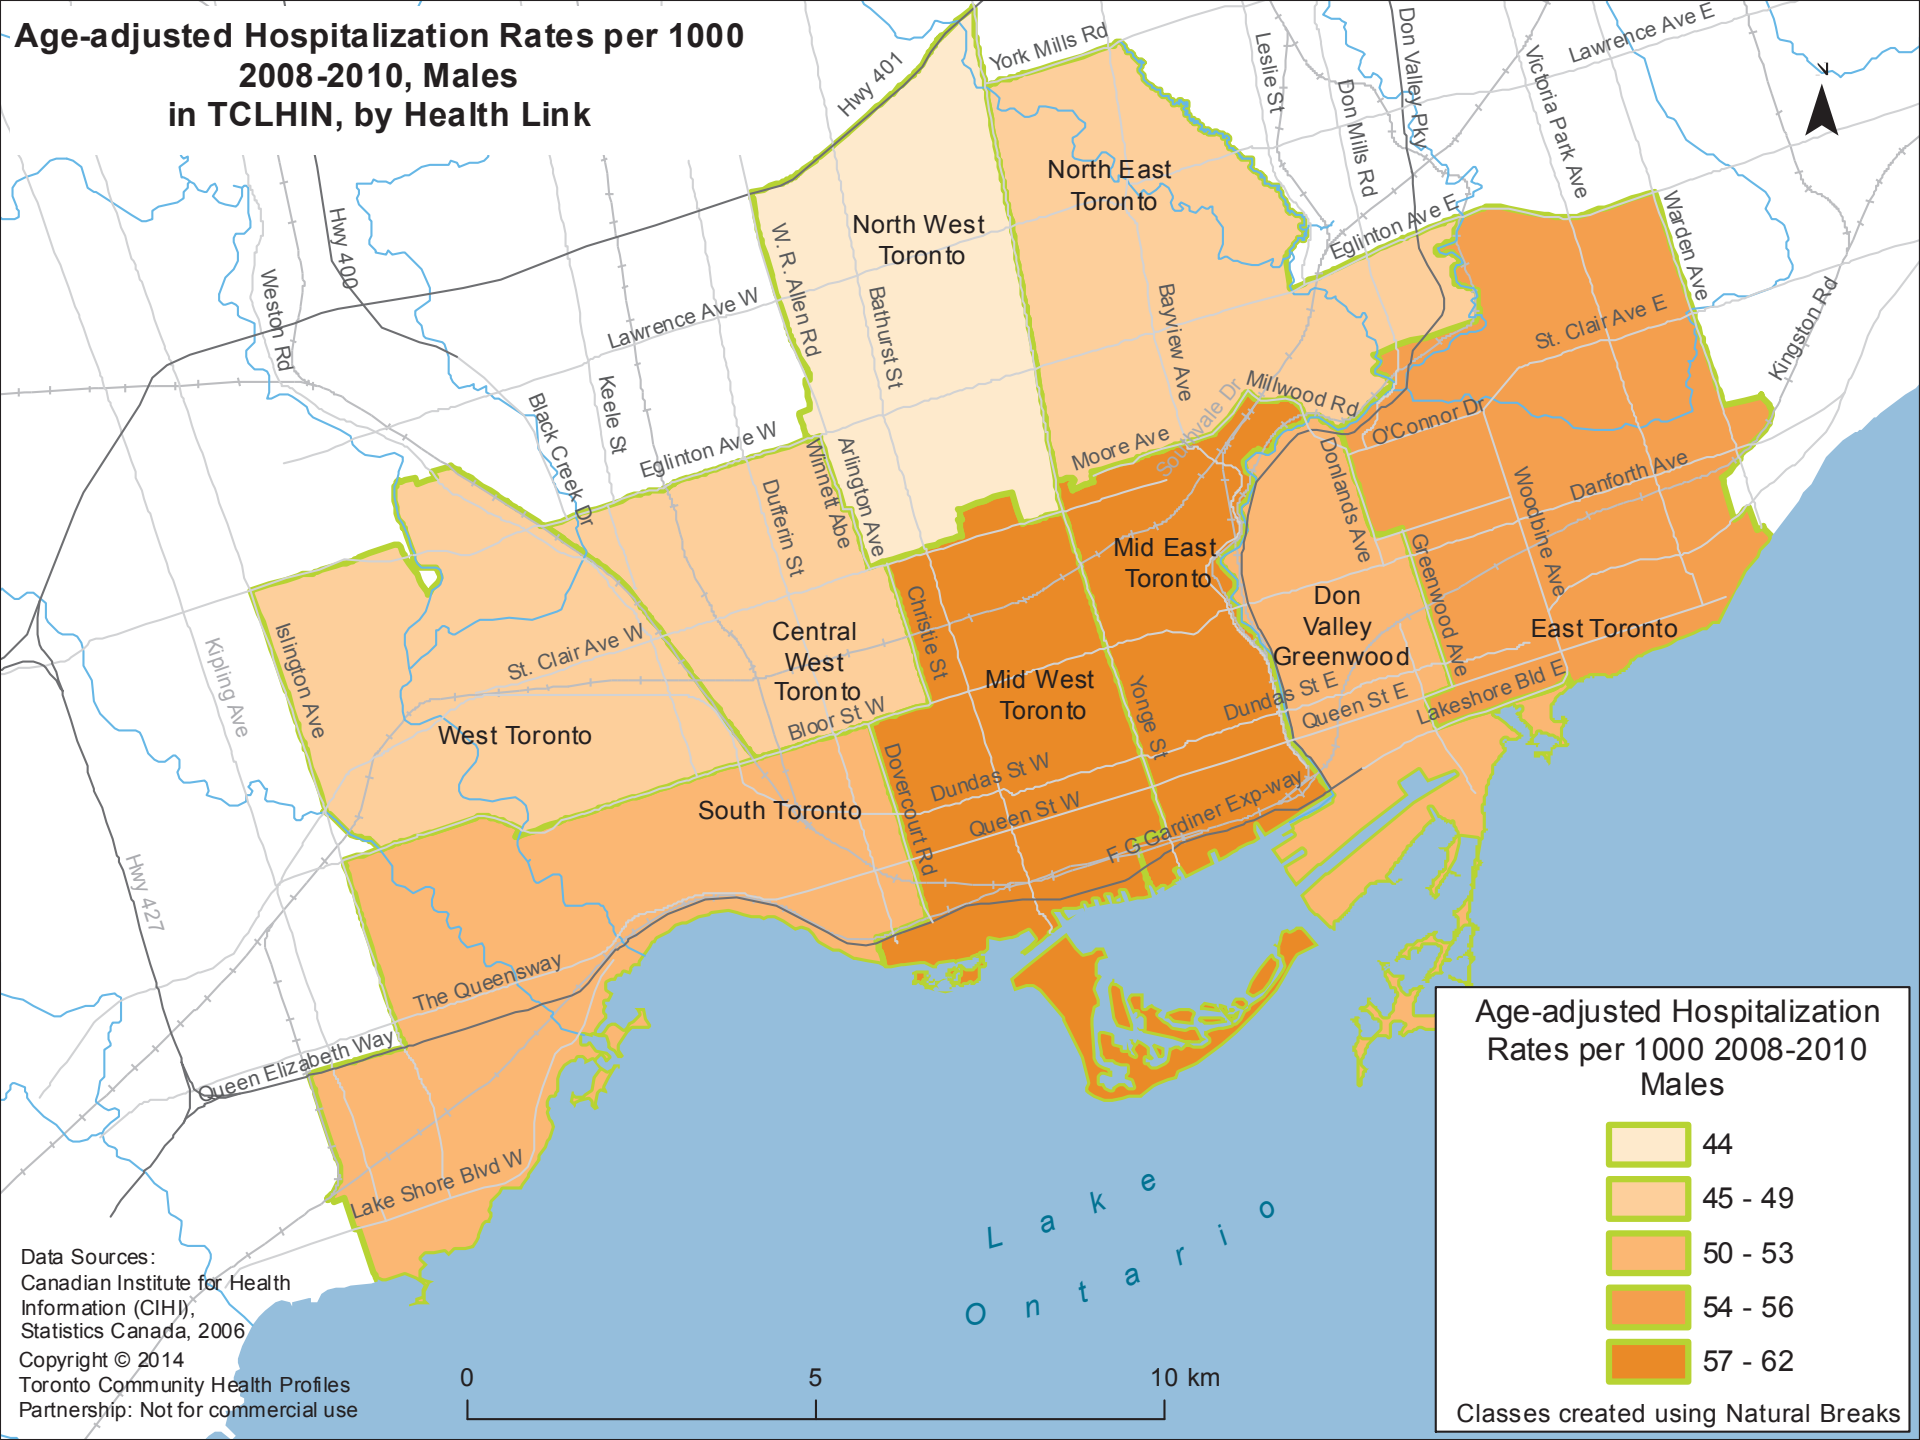 Age-adjusted Hospitalization Rates per 1000
2008-2010, Males
in TCLHIN, by Health Link
Hwy 401
York Mills Rd
Leslie St
Don Mills Rd
Don Valley Pky
Victoria Park Ave
Lawrence Ave E
N
North East
Toronto
North West
Toronto
Hwy 400
Weston Rd
W. R. Allen Rd
Bathurst St
Bayview Ave
Eglinton Ave E
Warden Ave
Kingston Rd
Lawrence Ave W
St. Clair Ave E
Keele St
Black Creek Dr
Eglinton Ave W
Winnett Abe
Arlington Ave
Dufferin St
Moore Ave
Southvale Dr
Millwood Rd
O'Connor Dr
Donlands Ave
Danforth Ave
Woodbine Ave
Greenwood Ave
Mid East
Toronto
Don
Valley
Greenwood
East Toronto
Central
West
Toronto
Christie St
St. Clair Ave W
Islington Ave
Kipling Ave
West Toronto
Bloor St W
Mid West
Toronto
Yonge St
Dundas St E
Queen St E
Lakeshore Bld E
South Toronto
Dovercourt Rd
Dundas St W
Queen St W
F G Gardiner Exp-way
Hwy 427
The Queensway
Queen Elizabeth Way
Lake Shore Blvd W
Lake
Ontario
Age-adjusted Hospitalization
Rates per 1000 2008-2010
Males
44
45 - 49
50 - 53
54 - 56
57 - 62
Classes created using Natural Breaks
Data Sources:
Canadian Institute for Health
Information (CIHI),
Statistics Canada, 2006
Copyright © 2014
Toronto Community Health Profiles
Partnership: Not for commercial use
0 5 10 km